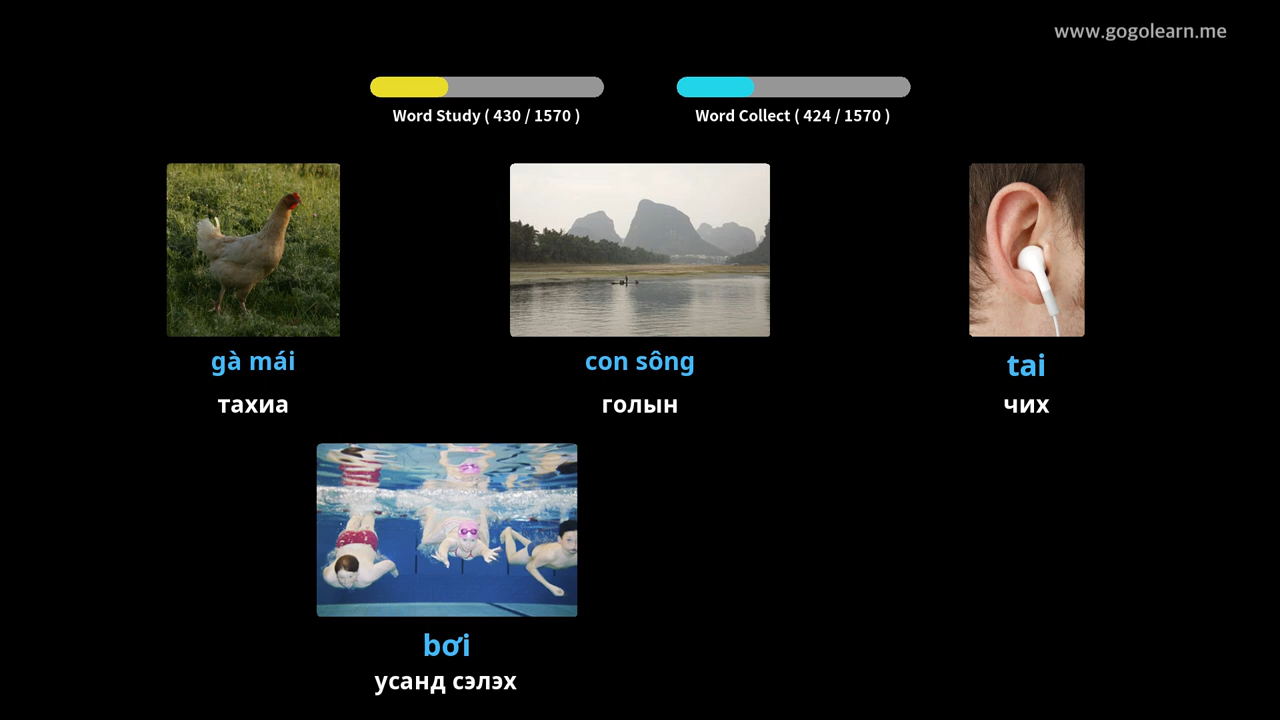 www.gogolearn.me
Word Study ( 430 / 1570 )
Word Collect ( 424 / 1570 )
gà mái
con sông
tai
тахиа
голын
чих
bơi
усанд сэлэх